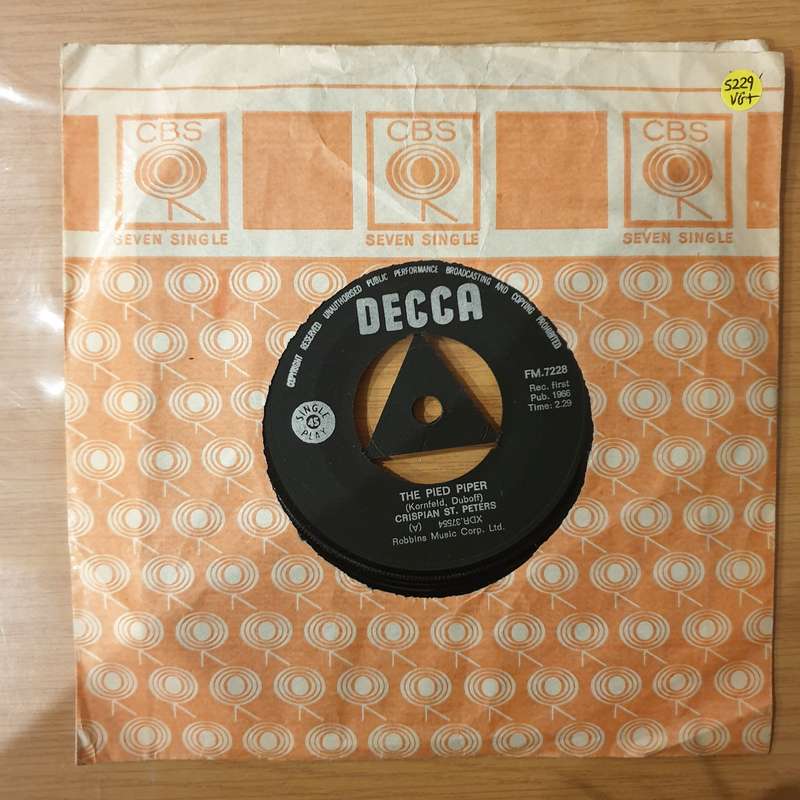 S229
VG+
CBS
SEVEN SINGLE
CBS
SEVEN SINGLE
CBS
SEVEN SINGLE
COPYRIGHT RESERVED UNAUTHORISED PUBLIC PERFORMANCE BROADCASTING AND COPYING PROHIBITED
DECCA
FM.7228
Rec. first
Pub. 1966
Time: 2.29
SINGLE
45
PLAY
THE PIED PIPER
(Kornfeld, Duboff)
CRISPIAN ST. PETERS
XDR.37554 (A)
Robbins Music Corp. Ltd.